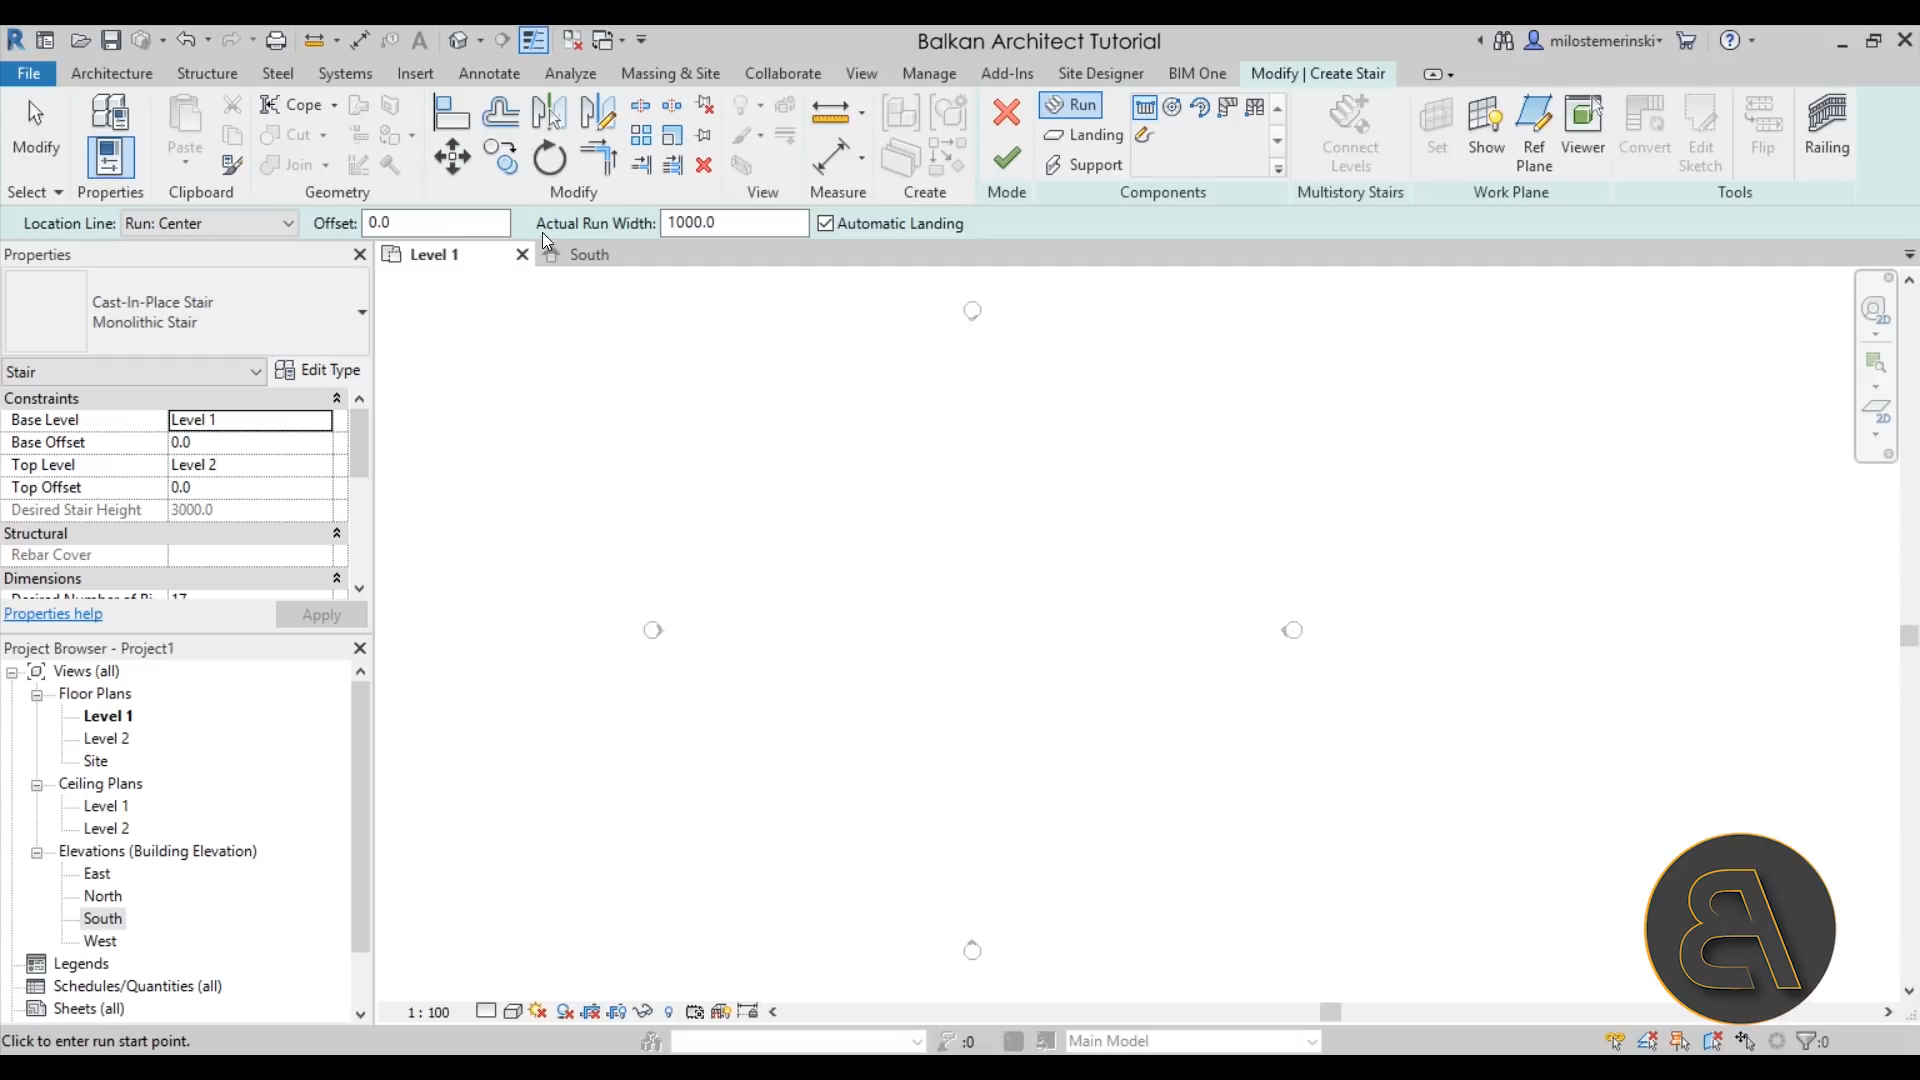 Balkan Architect Tutorial
milostemerinski
File Architecture Structure Steel Systems Insert Annotate Analyze Massing & Site Collaborate View Manage Add-Ins Site Designer BIM One Modify | Create Stair
Modify
Paste
Cope
Cut
Join
Run
Landing
Support
Connect
Levels
Set
Show
Ref
Plane
Viewer
Convert
Edit
Sketch
Flip
Railing
Select Properties Clipboard Geometry Modify View Measure Create Mode Components Multistory Stairs Work Plane Tools
Location Line: Run: Center Offset: 0.0 Actual Run Width: 1000.0 Automatic Landing
Properties
Level 1
South
Cast-In-Place Stair
Monolithic Stair
Stair
Edit Type
Constraints
Base Level Level 1
Base Offset 0.0
Top Level Level 2
Top Offset 0.0
Desired Stair Height 3000.0
Structural
Rebar Cover
Dimensions
Properties help
Apply
Project Browser - Project1
Views (all)
Floor Plans
Level 1
Level 2
Site
Ceiling Plans
Level 1
Level 2
Elevations (Building Elevation)
East
North
South
West
Legends
Schedules/Quantities (all)
Sheets (all)
2D
2D
1 : 100
Click to enter run start point.
:0
Main Model
:0